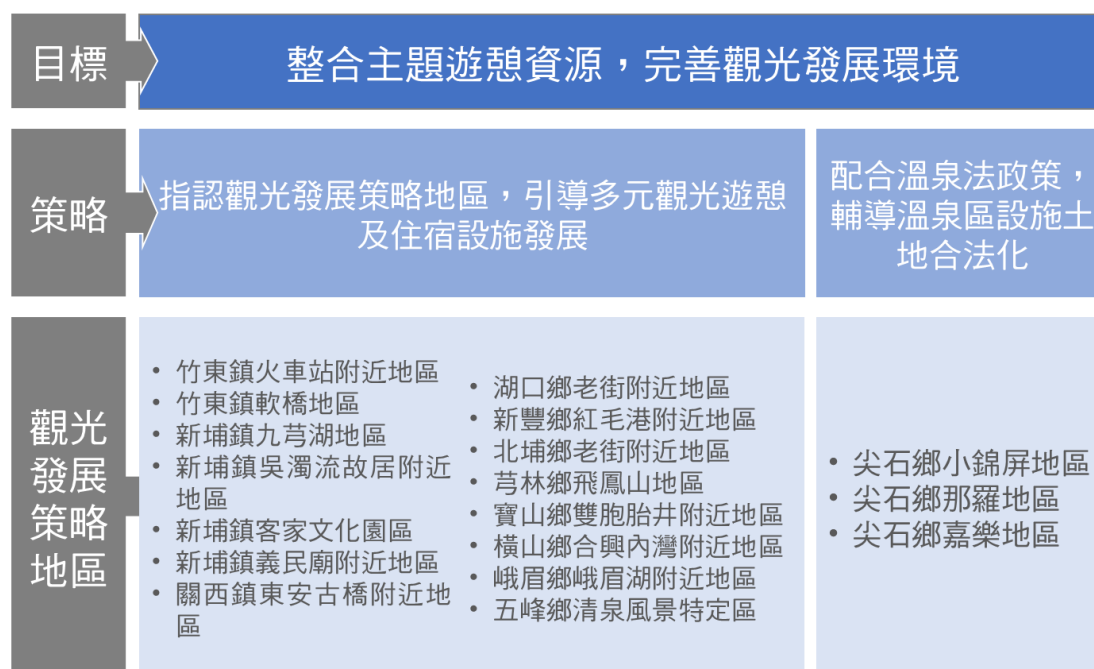 目標
整合主題遊憩資源，完善觀光發展環境
策略
指認觀光發展策略地區，引導多元觀光遊憩
及住宿設施發展
配合溫泉法政策，
輔導溫泉區設施土
地合法化
觀光
發展
策略
地區
• 竹東鎮火車站附近地區
• 竹東鎮軟橋地區
• 新埔鎮九芎湖地區
• 新埔鎮吳濁流故居附近
地區
• 新埔鎮客家文化園區
• 新埔鎮義民廟附近地區
• 關西鎮東安古橋附近地
區
• 湖口鄉老街附近地區
• 新豐鄉紅毛港附近地區
• 北埔鄉老街附近地區
• 芎林鄉飛鳳山地區
• 寶山鄉雙胞胎井附近地區
• 橫山鄉合興內灣附近地區
• 峨眉鄉峨眉湖附近地區
• 五峰鄉清泉風景特定區
• 尖石鄉小錦屏地區
• 尖石鄉那羅地區
• 尖石鄉嘉樂地區